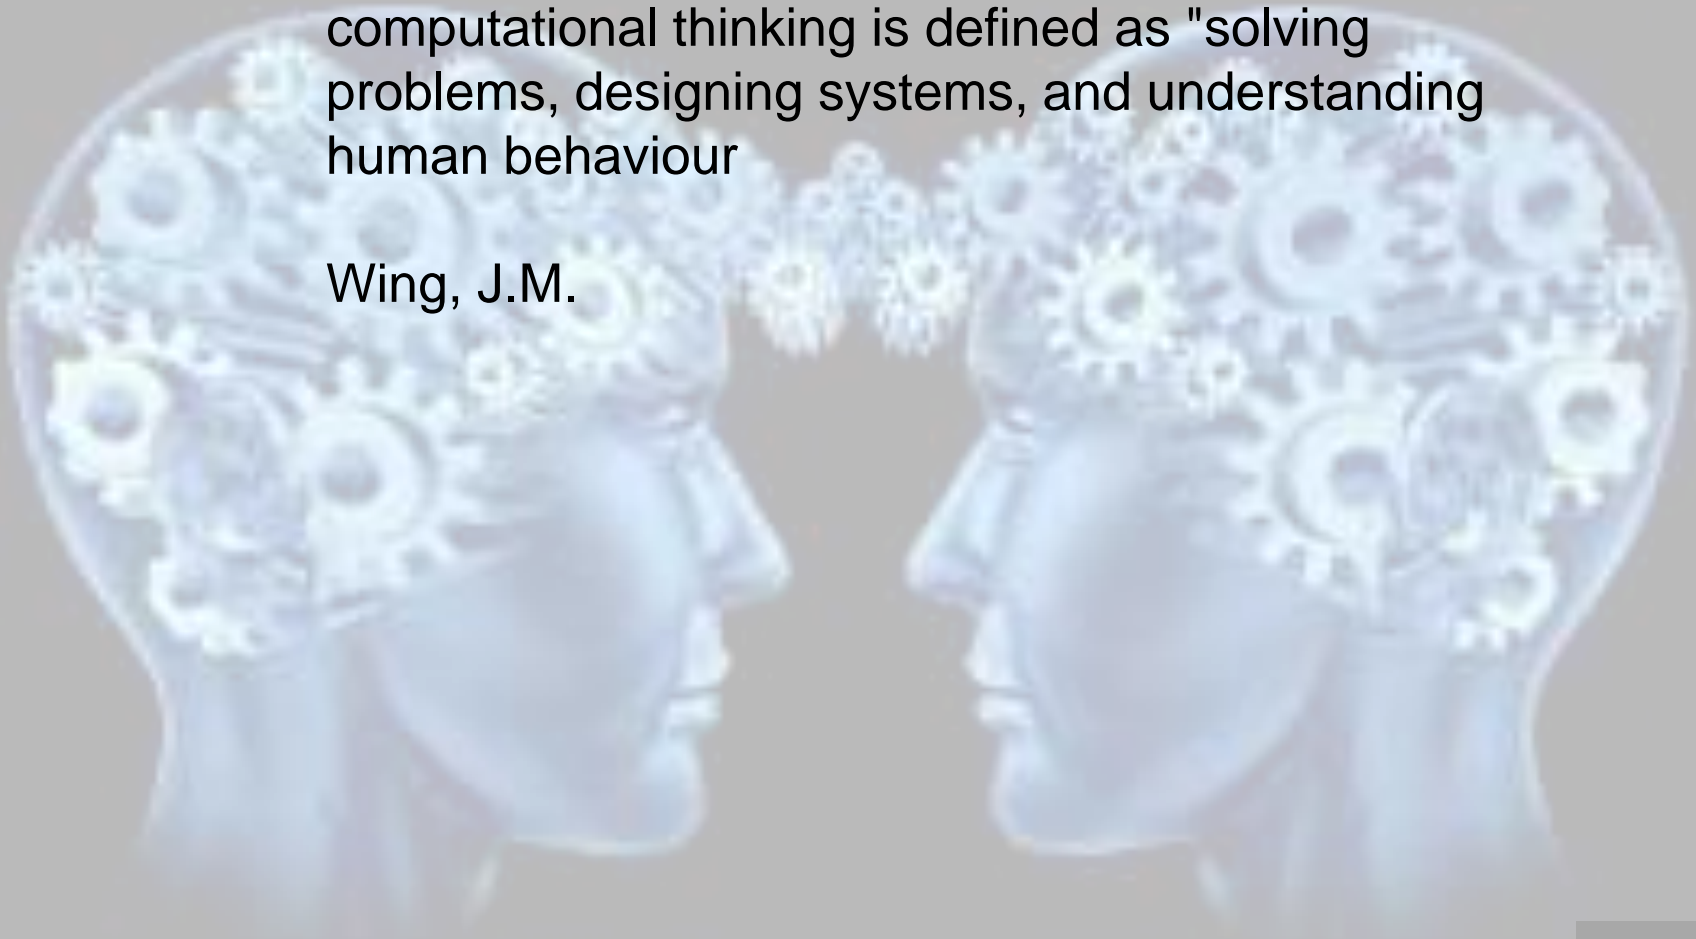 computational thinking is defined as "solving
problems, designing systems, and understanding
human behaviour
Wing, J.M.